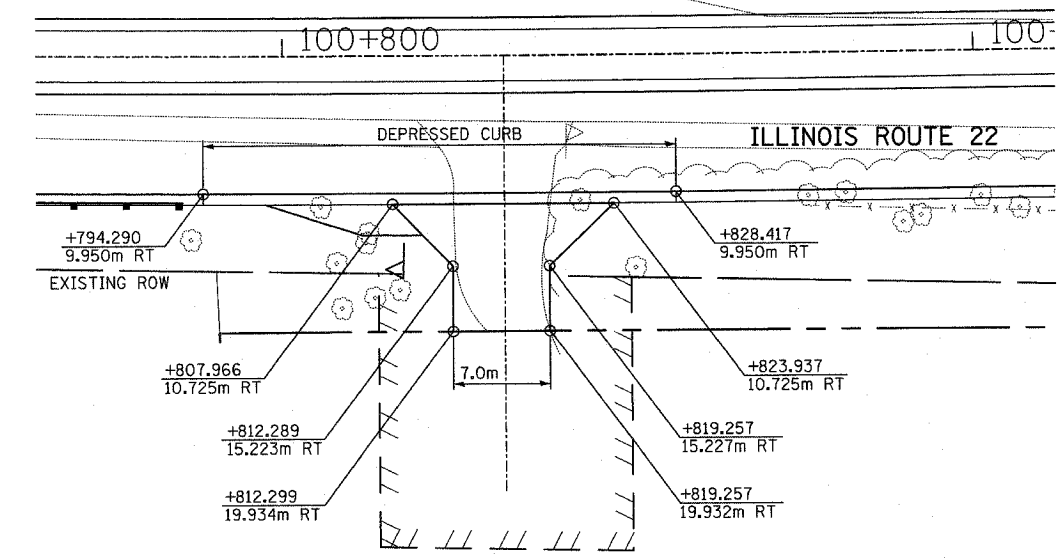 100+800
100-
DEPRESSED CURB
ILLINOIS ROUTE 22
+794.290
9.950m RT
+828.417
9.950m RT
EXISTING ROW
x x x x x
+807.966
10.725m RT
7.0m
+823.937
10.725m RT
+812.289
15.223m RT
+819.257
15.227m RT
+812.299
19.934m RT
+819.257
19.932m RT